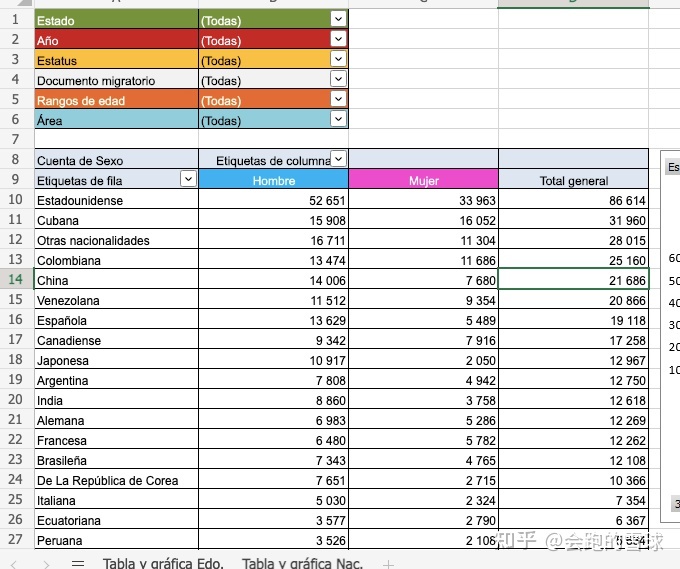 1 Estado (Todas)
2 Año (Todas)
3 Estatus (Todas)
4 Documento migratorio (Todas)
5 Rangos de edad (Todas)
6 Área (Todas)
7
8 Cuenta de Sexo Etiquetas de columna Es
9 Etiquetas de fila Hombre Mujer Total general
10 Estadounidense 52 651 33 963 86 614
11 Cubana 15 908 16 052 31 960
12 Otras nacionalidades 16 711 11 304 28 015
13 Colombiana 13 474 11 686 25 160 60
14 China 14 006 7 680 21 686 50
15 Venezolana 11 512 9 354 20 866 40
16 Española 13 629 5 489 19 118 30
17 Canadiense 9 342 7 916 17 258 20
18 Japonesa 10 917 2 050 12 967 10
19 Argentina 7 808 4 942 12 750
20 India 8 860 3 758 12 618
21 Alemana 6 983 5 286 12 269
22 Francesa 6 480 5 782 12 262
23 Brasileña 7 343 4 765 12 108
24 De La República de Corea 7 651 2 715 10 366
25 Italiana 5 030 2 324 7 354 3
26 Ecuatoriana 3 577 2 790 6 367
27 Peruana 3 526 2 106
知乎 @会跑的雪球
Tabla y gráfica Edo. Tabla y gráfica Nac.